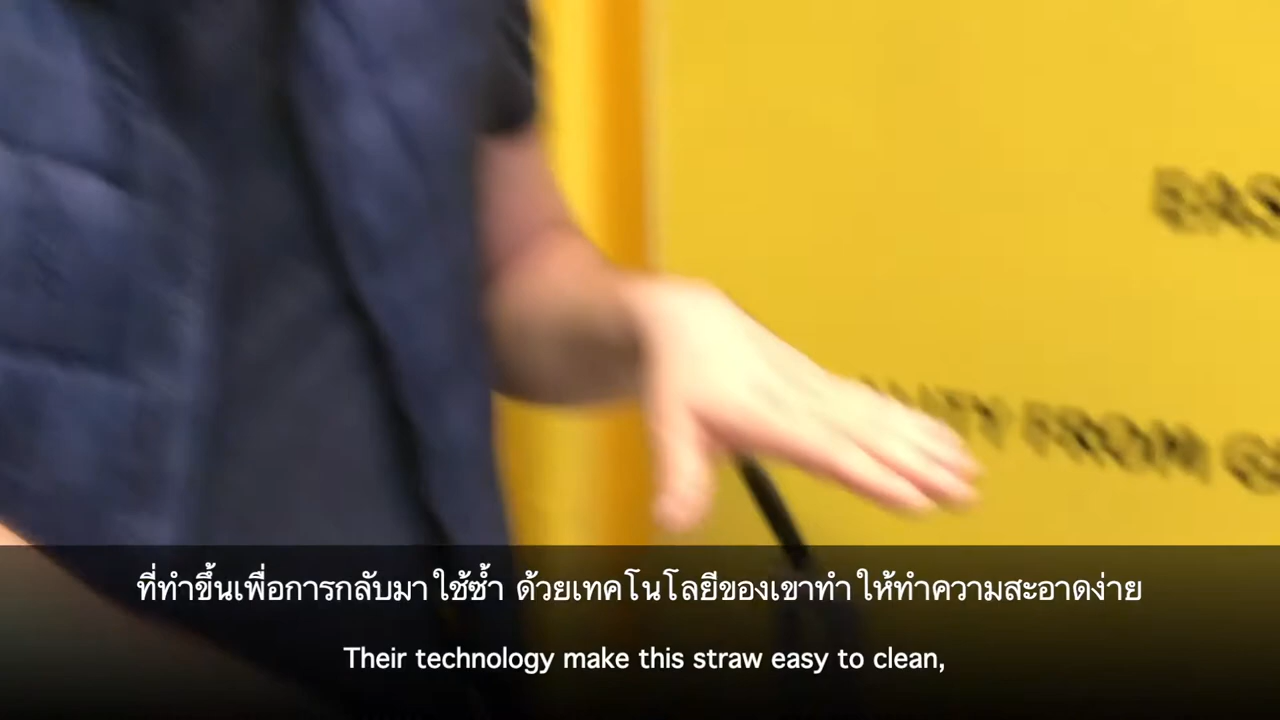 FROM
ที่ทำขึ้นเพื่อการกลับมาใช้ซ้ำ ด้วยเทคโนโลยีของเขาทำให้ทำความสะอาดง่าย
Their technology make this straw easy to clean,